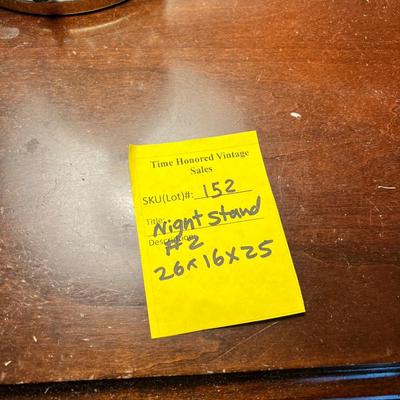 Time Honored Vintage
Sales
SKU(Lot)#: 152
Title: Night Stand
Description: #2
26x16x25